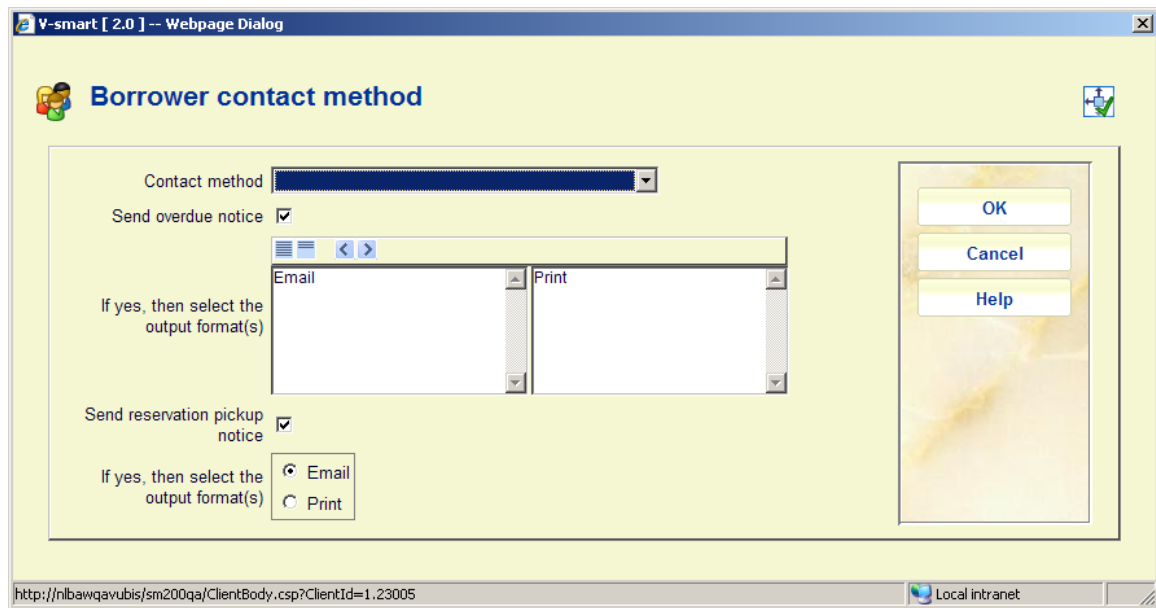 V-smart [ 2.0 ] -- Webpage Dialog
Borrower contact method
Contact method
Send overdue notice
If yes, then select the
output format(s)
Email
Print
Send reservation pickup
notice
If yes, then select the
output format(s)
Email
Print
OK
Cancel
Help
http://nlbawqavubis/sm200qa/ClientBody.csp?ClientId=1.23005
Local intranet